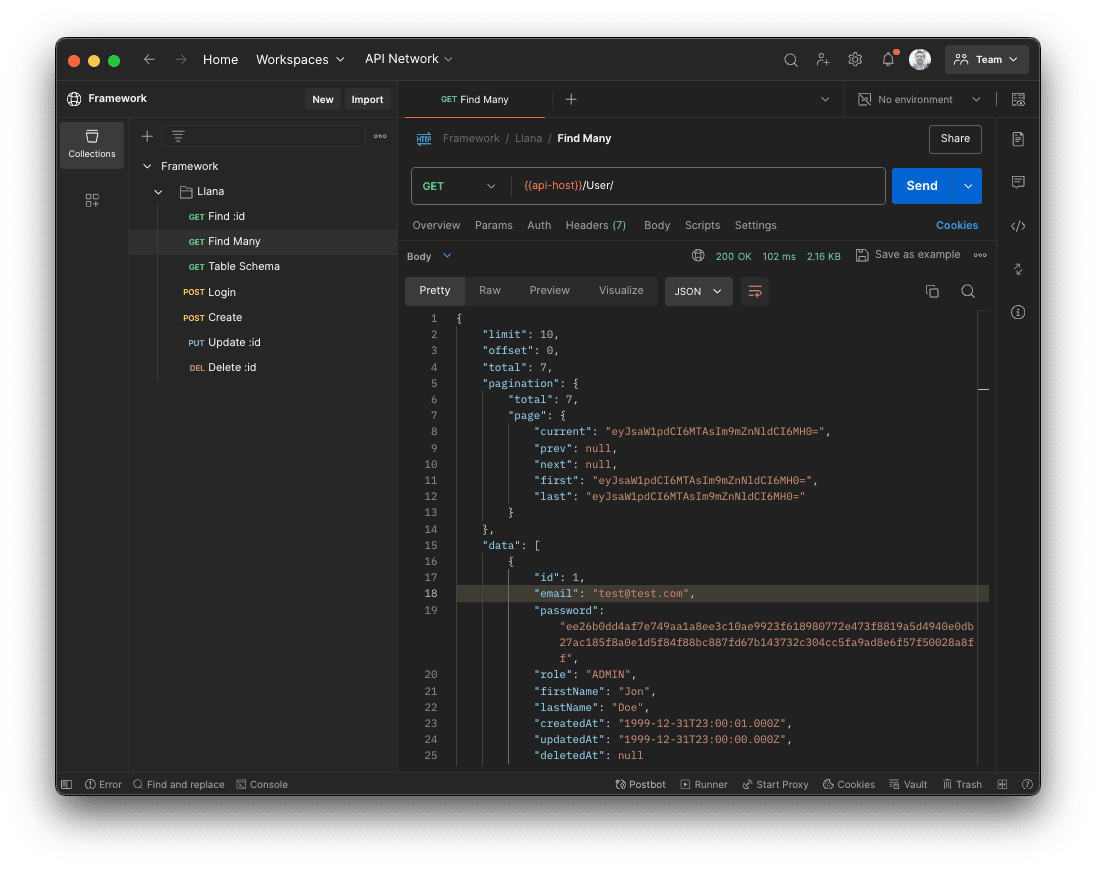 Home Workspaces API Network Team
Framework New Import GET Find Many No environment
Collections
Framework
Llana
GET Find :id
GET Find Many
GET Table Schema
POST Login
POST Create
PUT Update :id
DEL Delete :id
HTTP Framework / Llana / Find Many Share
GET {{api-host}}/User/ Send
Overview Params Auth Headers (7) Body Scripts Settings Cookies
Body 200 OK 102 ms 2.16 KB Save as example
Pretty Raw Preview Visualize JSON
1 {
2 "limit": 10,
3 "offset": 0,
4 "total": 7,
5 "pagination": {
6 "total": 7,
7 "page": {
8 "current": "eyJsaW1pdCI6MTAsIm9mZnNldCI6MH0=",
9 "prev": null,
10 "next": null,
11 "first": "eyJsaW1pdCI6MTAsIm9mZnNldCI6MH0=",
12 "last": "eyJsaW1pdCI6MTAsIm9mZnNldCI6MH0="
13 }
14 },
15 "data": [
16 {
17 "id": 1,
18 "email": "test@test.com",
19 "password":
"ee26b0dd4af7e749aa1a8ee3c10ae9923f618980772e473f8819a5d4940e0db
27ac185f8a0e1d5f84f88bc887fd67b143732c304cc5fa9ad8e6f57f50028a8f
f",
20 "role": "ADMIN",
21 "firstName": "Jon",
22 "lastName": "Doe",
23 "createdAt": "1999-12-31T23:00:01.000Z",
24 "updatedAt": "1999-12-31T23:00:00.000Z",
25 "deletedAt": null
Error Find and replace Console Postbot Runner Start Proxy Cookies Vault Trash